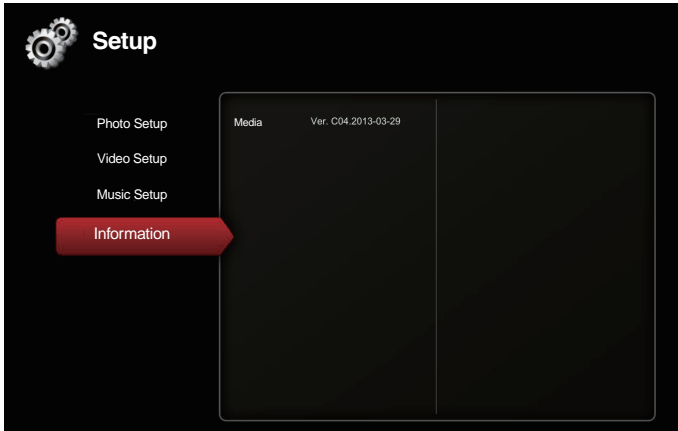 Setup
Photo Setup
Media Ver. C04.2013-03-29
Video Setup
Music Setup
Information